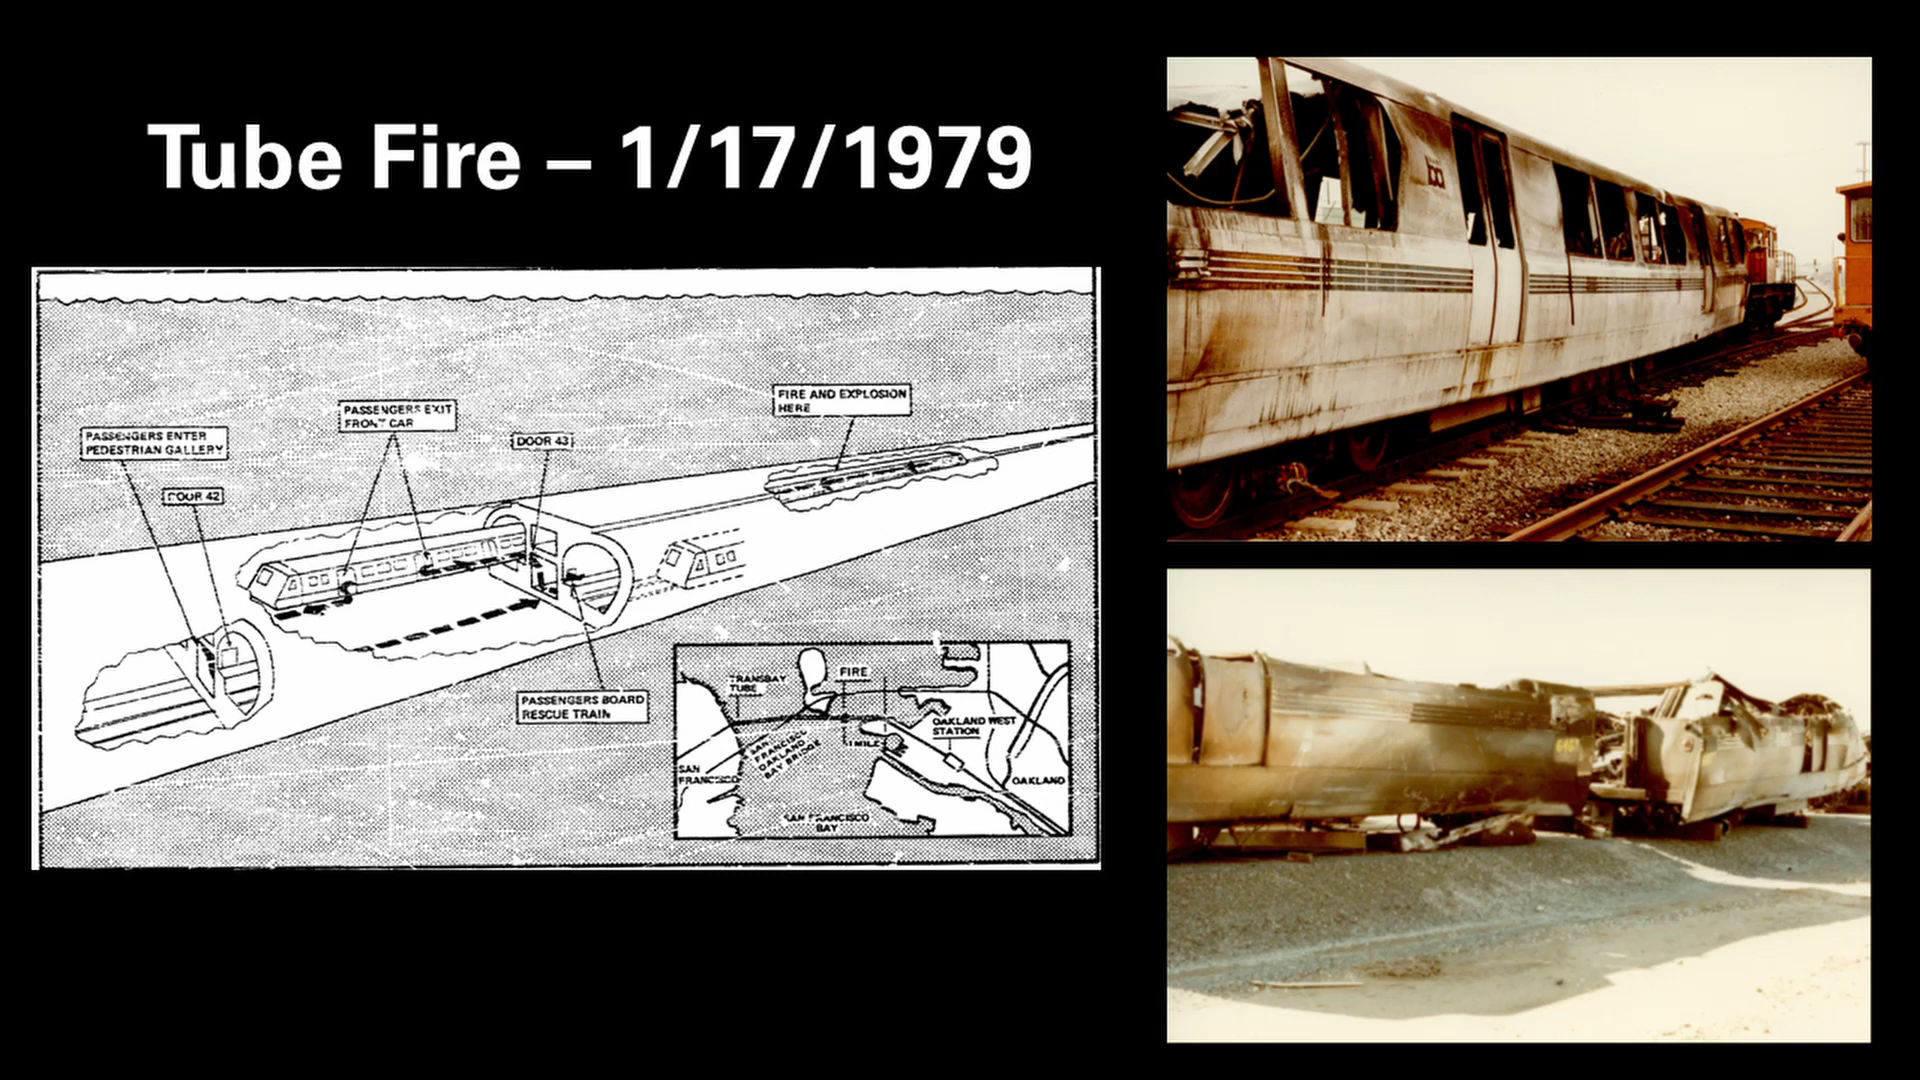 Tube Fire – 1/17/1979
FIRE AND EXPLOSION
HERE
PASSENGERS EXIT
FRONT CAR
PASSENGERS ENTER
PEDESTRIAN GALLERY
DOOR 43
DOOR 42
PASSENGERS BOARD
RESCUE TRAIN
TRANSBAY
TUBE
FIRE
OAKLAND WEST
STATION
1 MILE
SAN
FRANCISCO
OAKLAND
BAY BRIDGE
SAN
FRANCISCO
OAKLAND
SAN FRANCISCO
BAY